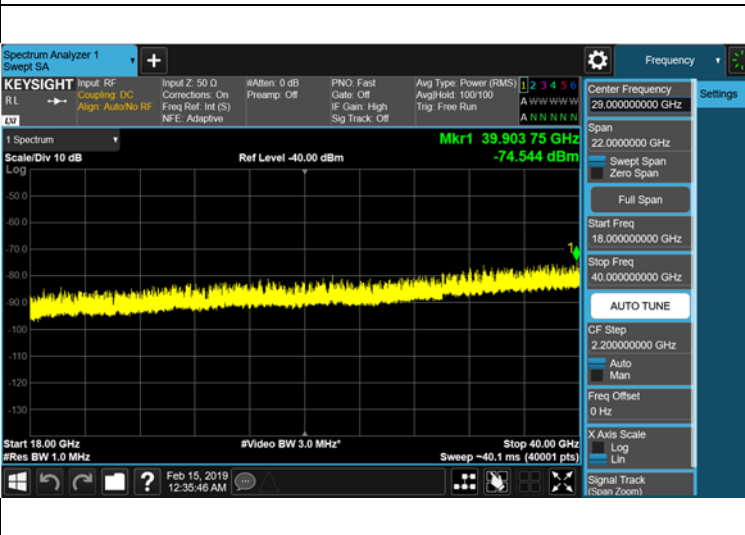 Spectrum Analyzer 1
Swept SA
Frequency
KEYSIGHT
RL
LXI
Input: RF
Coupling: DC
Align: Auto/No RF
Input Z: 50 Ω
Corrections: On
Freq Ref: Int (S)
NFE: Adaptive
#Atten: 0 dB
Preamp: Off
PNO: Fast
Gate: Off
IF Gain: High
Sig Track: Off
Avg Type: Power (RMS)
Avg|Hold: 100/100
Trig: Free Run
1 2 3 4 5 6
A W W W W W
A N N N N N
1 Spectrum
Scale/Div 10 dB
Log
Ref Level -40.00 dBm
Mkr1 39.903 75 GHz
-74.544 dBm
1
-50.0
-60.0
-70.0
-80.0
-90.0
-100
-110
-120
-130
Start 18.00 GHz
#Res BW 1.0 MHz
#Video BW 3.0 MHz*
Stop 40.00 GHz
Sweep ~40.1 ms (40001 pts)
Center Frequency
29.000000000 GHz
Span
22.0000000 GHz
Swept Span
Zero Span
Full Span
Start Freq
18.000000000 GHz
Stop Freq
40.000000000 GHz
AUTO TUNE
CF Step
2.200000000 GHz
Auto
Man
Freq Offset
0 Hz
X Axis Scale
Log
Lin
Signal Track
(Span Zoom)
Settings
?
Feb 15, 2019
12:35:46 AM